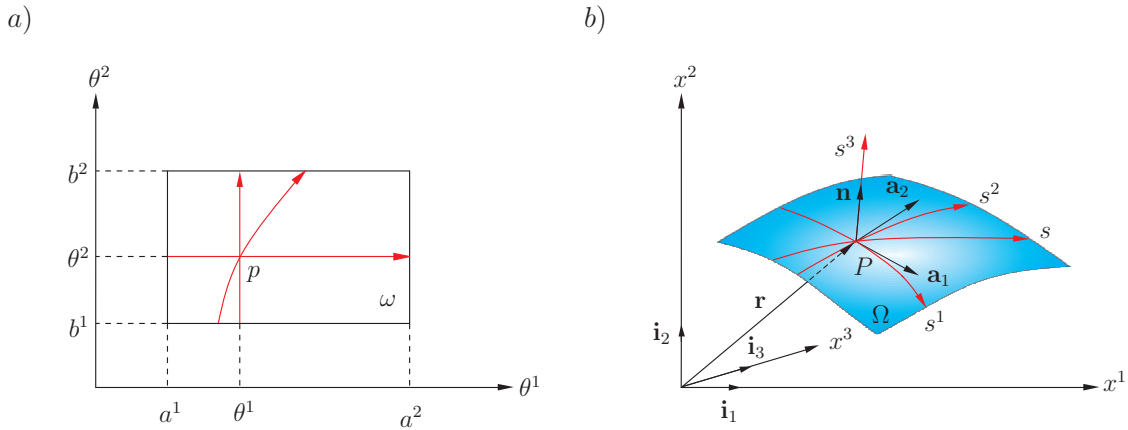 a)
θ²
b²
θ²
p
ω
b¹
θ¹
a¹
θ¹
a²
b)
x²
s³
n
a₂
s²
s
P
a₁
r
Ω
s¹
i₂
i₃
x³
x¹
i₁